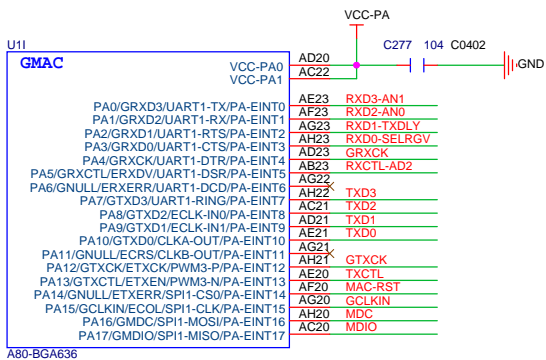 VCC-PA
U1I
GMAC
VCC-PA0 AD20 C277 104 C0402
VCC-PA1 AC22 GND
PA0/GRXD3/UART1-TX/PA-EINT0 AE23 RXD3-AN1
PA1/GRXD2/UART1-RX/PA-EINT1 AF23 RXD2-AN0
PA2/GRXD1/UART1-RTS/PA-EINT2 AG23 RXD1-TXDLY
PA3/GRXD0/UART1-CTS/PA-EINT3 AH23 RXD0-SELRGV
PA4/GRXCK/UART1-DTR/PA-EINT4 AD23 GRXCK
PA5/GRXCTL/ERXDV/UART1-DSR/PA-EINT5 AB23 RXCTL-AD2
PA6/GNULL/ERXERR/UART1-DCD/PA-EINT6 AG22
PA7/GTXD3/UART1-RING/PA-EINT7 AH22 TXD3
PA8/GTXD2/ECLK-IN0/PA-EINT8 AC21 TXD2
PA9/GTXD1/ECLK-IN1/PA-EINT9 AD21 TXD1
PA10/GTXD0/CLKA-OUT/PA-EINT10 AE21 TXD0
PA11/GNULL/ECRS/CLKB-OUT/PA-EINT11 AG21
PA12/GTXCK/ETXCK/PWM3-P/PA-EINT12 AH21 GTXCK
PA13/GTXCTL/ETXEN/PWM3-N/PA-EINT13 AE20 TXCTL
PA14/GNULL/ETXERR/SPI1-CS0/PA-EINT14 AF20 MAC-RST
PA15/GCLKIN/ECOL/SPI1-CLK/PA-EINT15 AG20 GCLKIN
PA16/GMDC/SPI1-MOSI/PA-EINT16 AH20 MDC
PA17/GMDIO/SPI1-MISO/PA-EINT17 AC20 MDIO
A80-BGA636